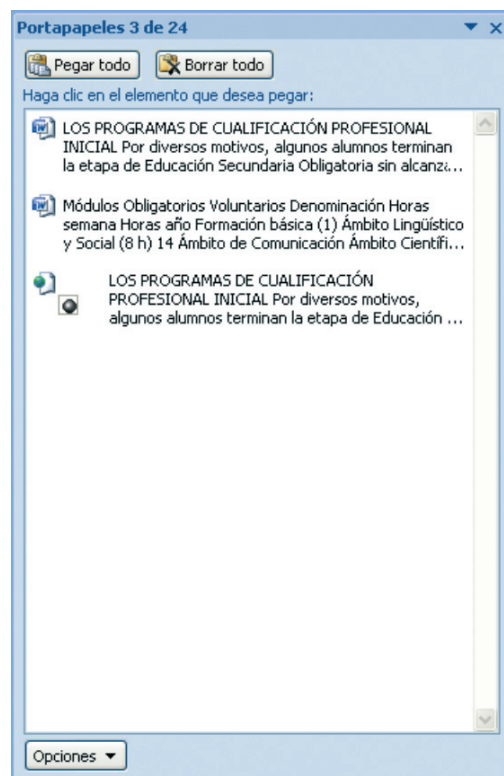 Portapapeles 3 de 24
Pegar todo Borrar todo
Haga clic en el elemento que desea pegar:
LOS PROGRAMAS DE CUALIFICACIÓN PROFESIONAL
INICIAL Por diversos motivos, algunos alumnos terminan
la etapa de Educación Secundaria Obligatoria sin alcanza...
Módulos Obligatorios Voluntarios Denominación Horas
semana Horas año Formación básica (1) Ámbito Lingüístico
y Social (8 h) 14 Ámbito de Comunicación Ámbito Científi...
LOS PROGRAMAS DE CUALIFICACIÓN
PROFESIONAL INICIAL Por diversos motivos,
algunos alumnos terminan la etapa de Educación ...
Opciones